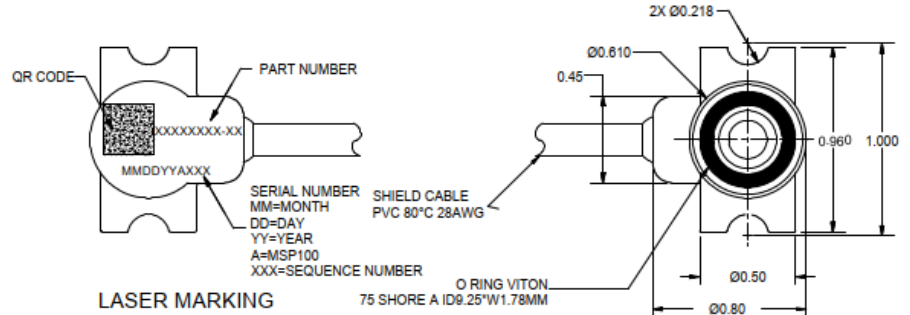 QR CODE
PART NUMBER
XXXXXXXX-XX
MMDDYYAXXX
SERIAL NUMBER
MM=MONTH
DD=DAY
YY=YEAR
A=MSP100
XXX=SEQUENCE NUMBER
LASER MARKING
2X Ø0.218
Ø0.610
0.45
0.960
1.000
SHIELD CABLE
PVC 80°C 28AWG
O RING VITON
75 SHORE A ID9.25*W1.78MM
Ø0.50
Ø0.80